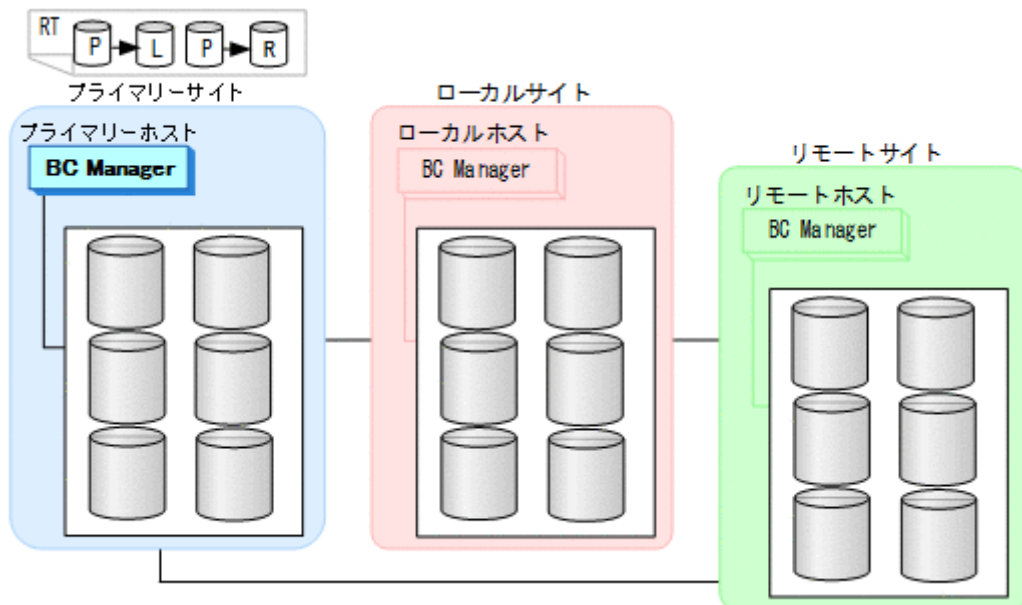 RT P L P R
プライマリーサイト
プライマリーホスト
BC Manager
ローカルサイト
ローカルホスト
BC Manager
リモートサイト
リモートホスト
BC Manager